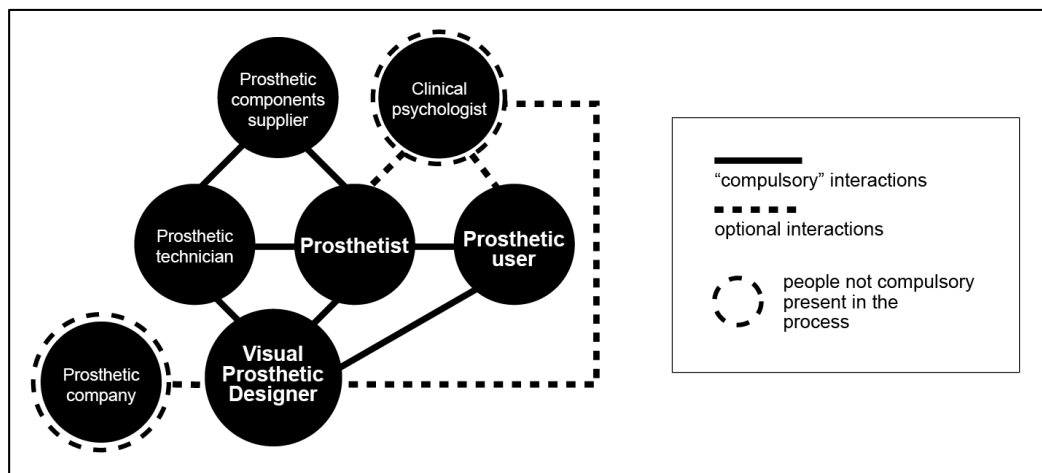 Prosthetic
components
supplier
Clinical
psychologist
Prosthetic
technician
Prosthetist
Prosthetic
user
Visual
Prosthetic
Designer
Prosthetic
company
“compulsory” interactions
optional interactions
people not compulsory
present in the
process